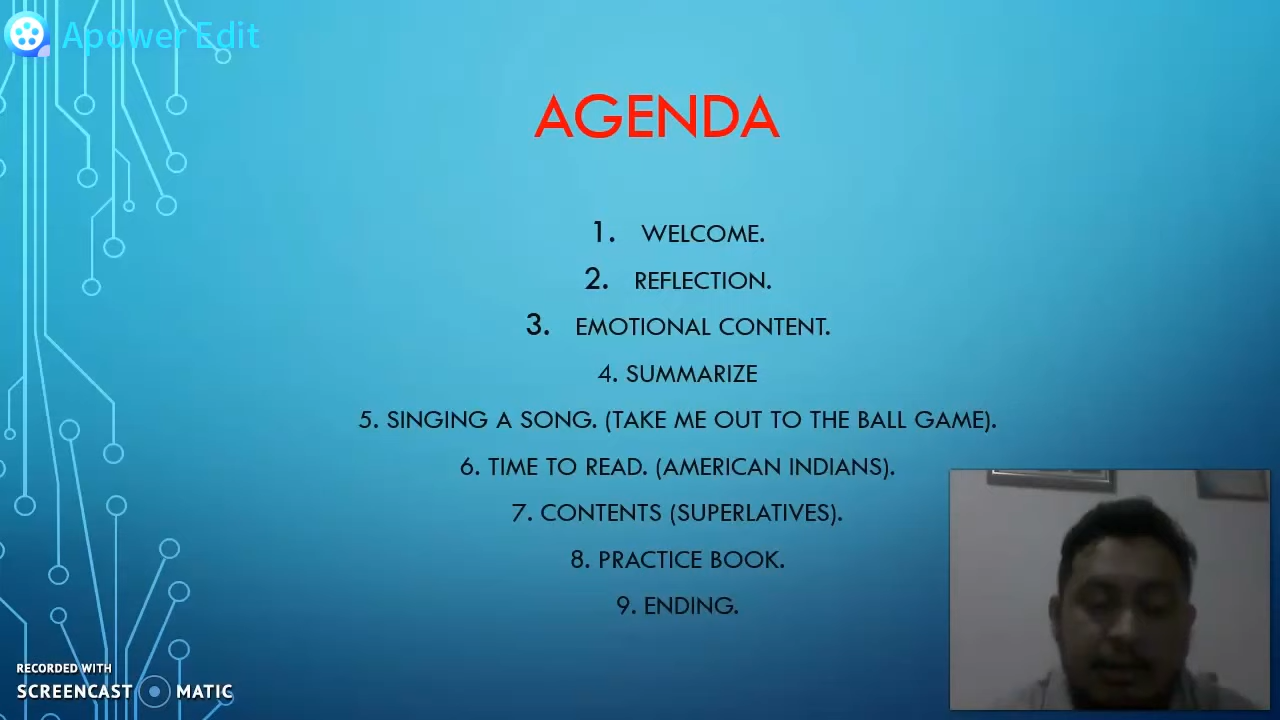 Apower Edit
AGENDA
1. WELCOME.
2. REFLECTION.
3. EMOTIONAL CONTENT.
4. SUMMARIZE
5. SINGING A SONG. (TAKE ME OUT TO THE BALL GAME).
6. TIME TO READ. (AMERICAN INDIANS).
7. CONTENTS (SUPERLATIVES).
8. PRACTICE BOOK.
9. ENDING.
RECORDED WITH
SCREENCAST MATIC